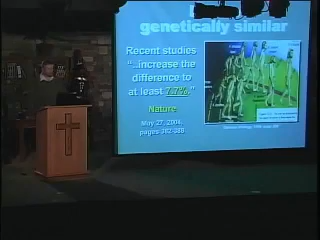 genetically similar
Recent studies
"...increase the
difference to
at least 7.7%."
Nature
May 27, 2004,
pages 382-388.